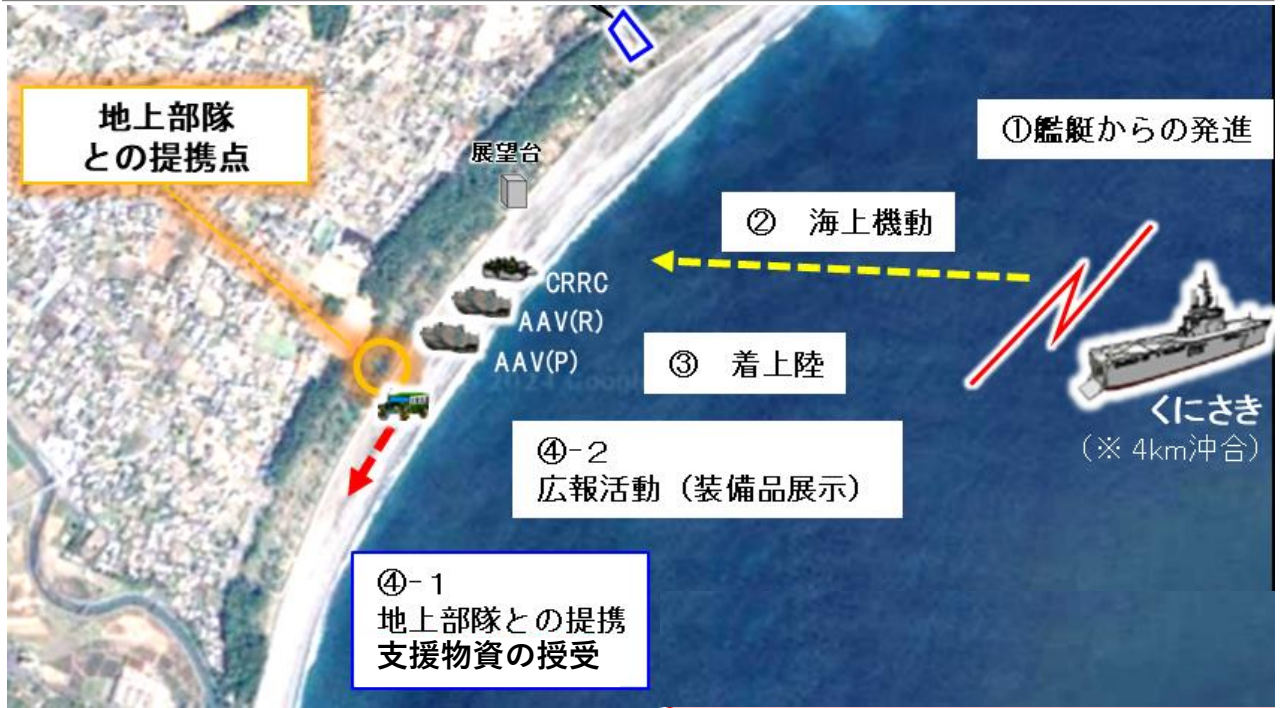 地上部隊
との提携点
展望台
①艦艇からの発進
② 海上機動
CRRC
AAV(R)
AAV(P)
③ 着上陸
くにさき
(※ 4km沖合)
④-2
広報活動（装備品展示）
④-1
地上部隊との提携
支援物資の授受